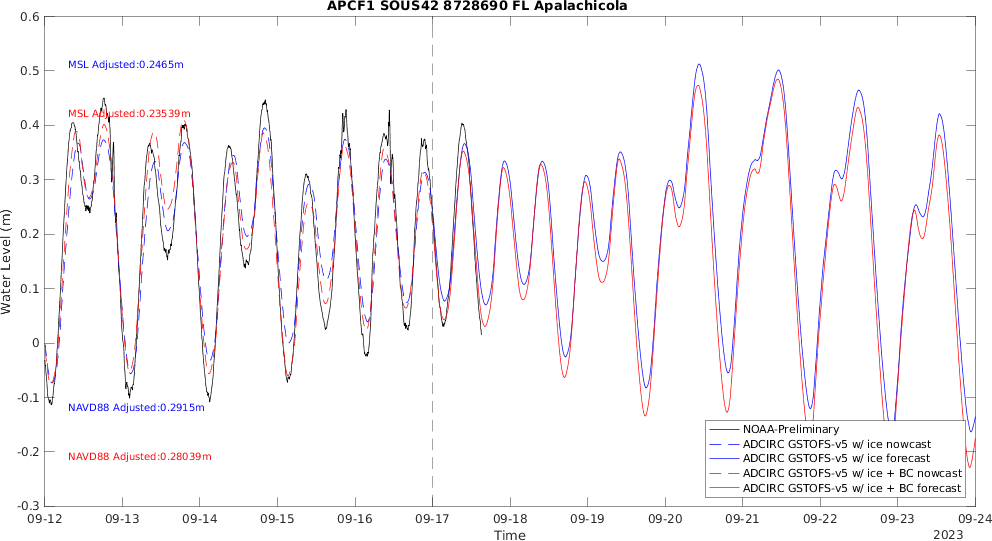 APCF1 SOUS42 8728690 FL Apalachicola
0.6
0.5
0.4
0.3
0.2
0.1
0
-0.1
-0.2
-0.3
Water Level (m)
MSL Adjusted:0.2465m
MSL Adjusted:0.23539m
NAVD88 Adjusted:0.2915m
NAVD88 Adjusted:0.28039m
NOAA-Preliminary
ADCIRC GSTOFS-v5 w/ ice nowcast
ADCIRC GSTOFS-v5 w/ ice forecast
ADCIRC GSTOFS-v5 w/ ice + BC nowcast
ADCIRC GSTOFS-v5 w/ ice + BC forecast
09-12 09-13 09-14 09-15 09-16 09-17 09-18 09-19 09-20 09-21 09-22 09-23 09-24
Time
2023